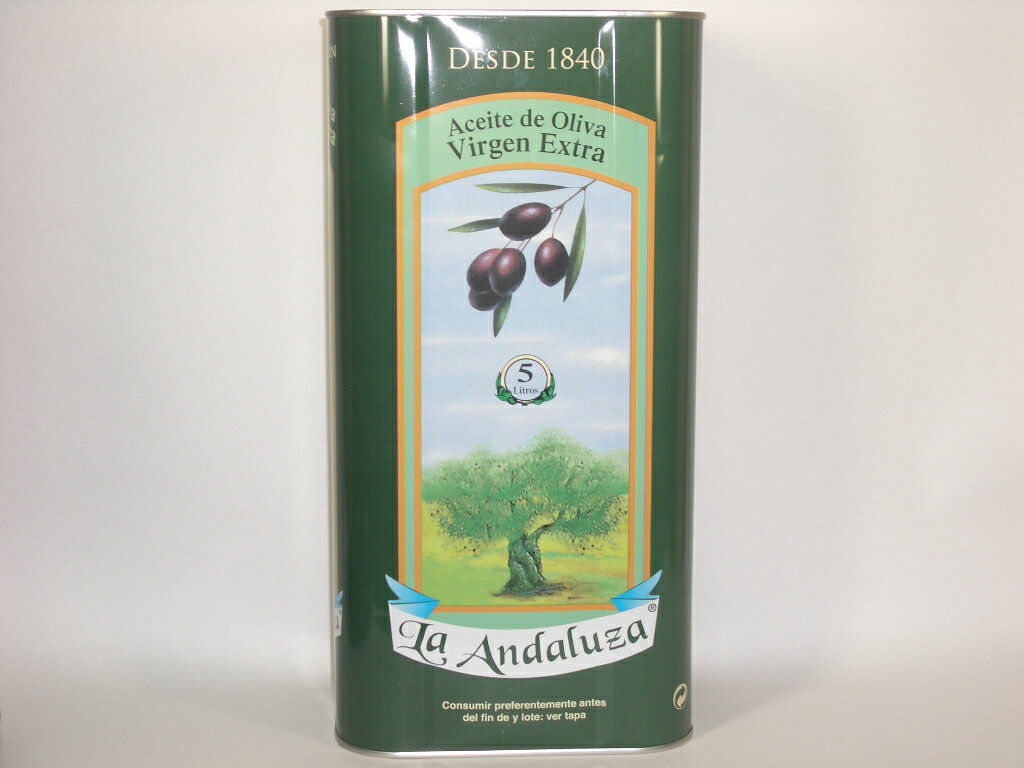 DESDE 1840
Aceite de Oliva
Virgen Extra
5
Litros
La Andaluza®
Consumir preferentemente antes
del fin de y lote: ver tapa